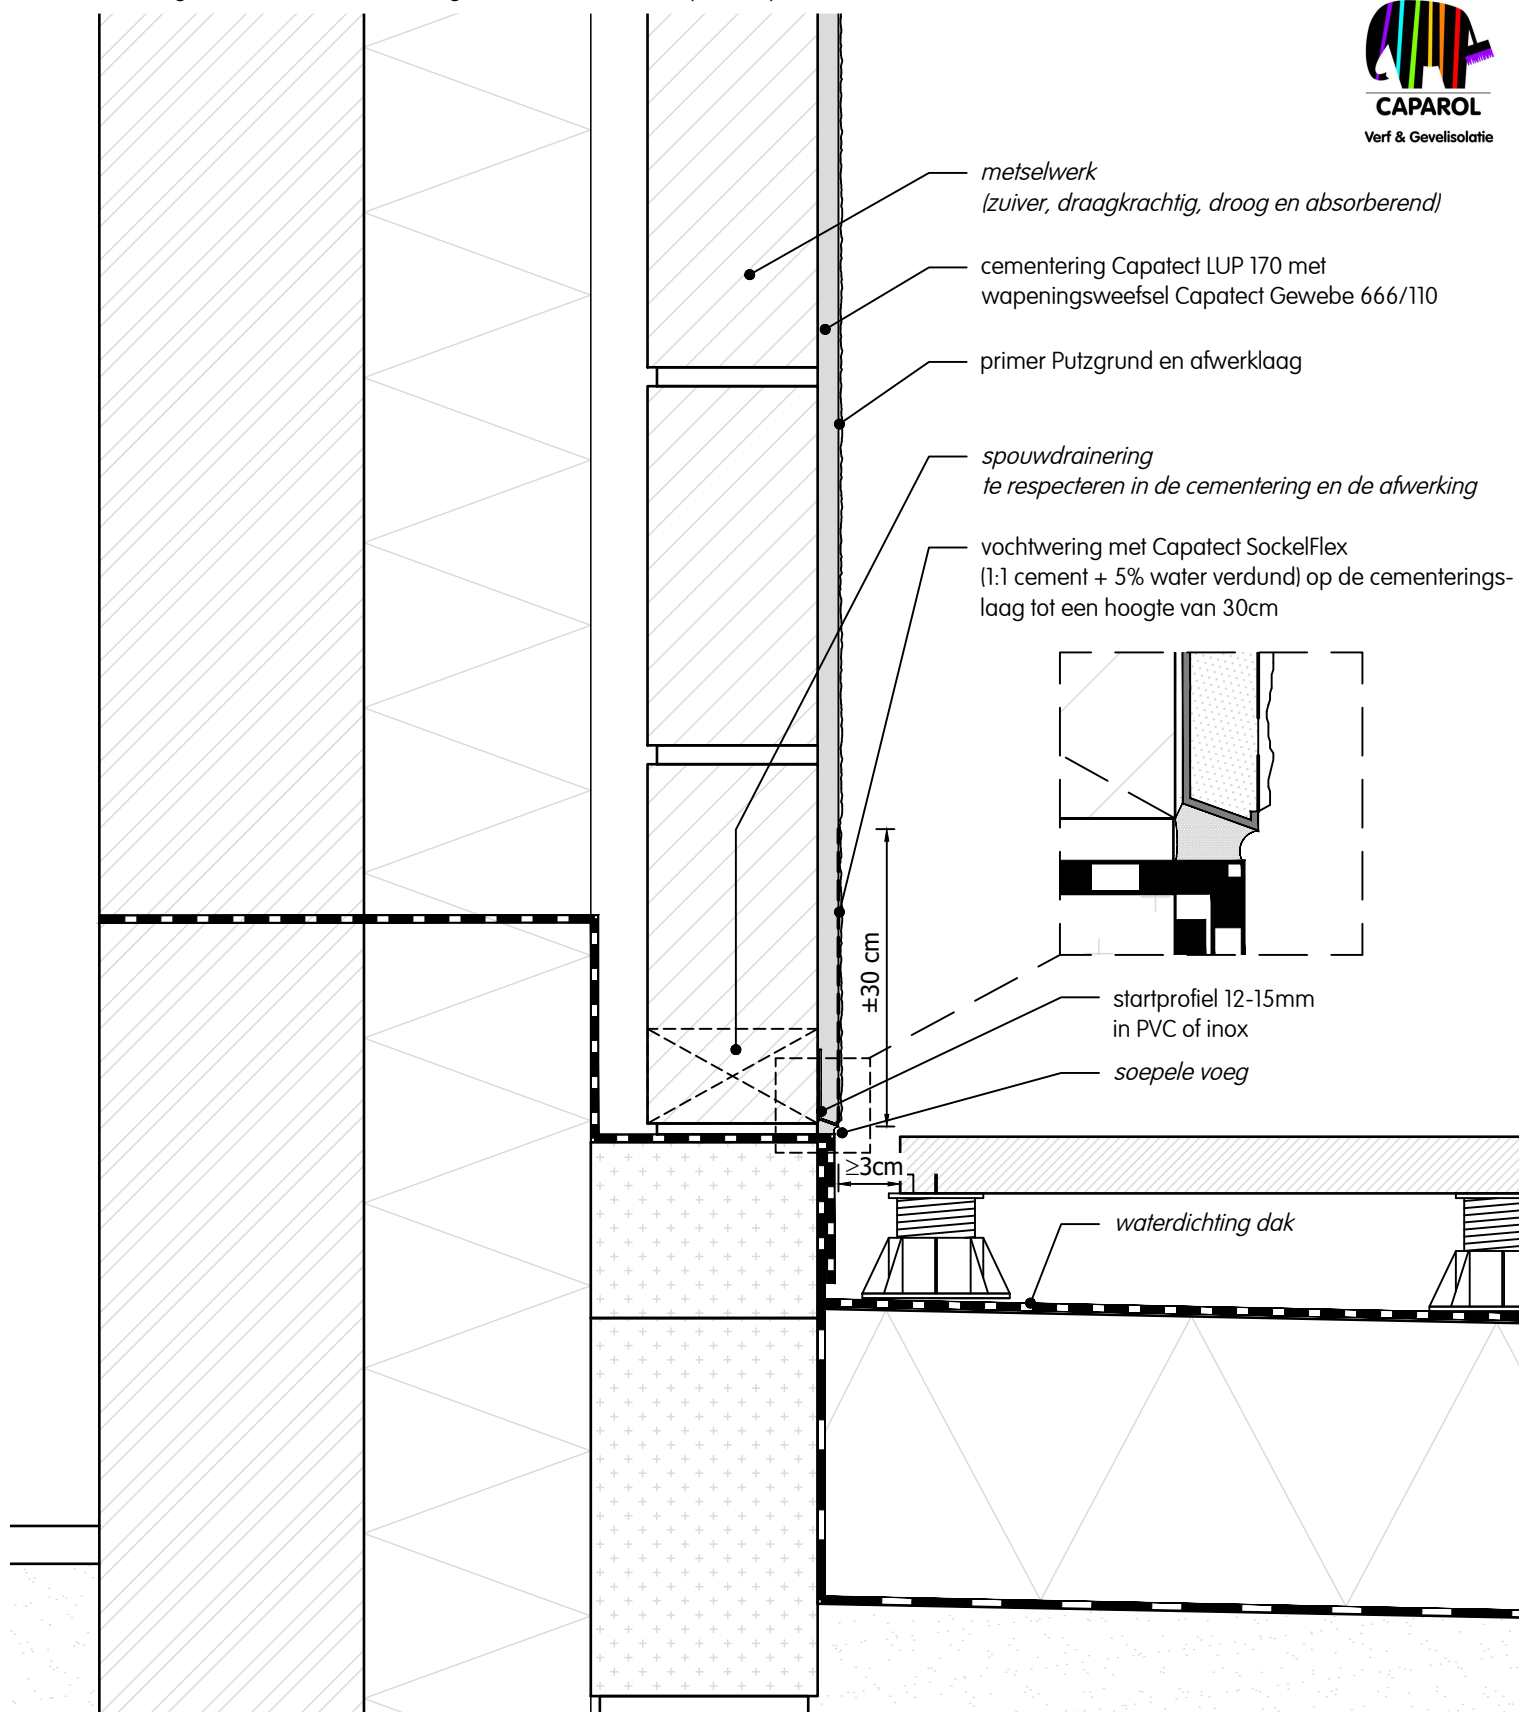 CAPAROL
Verf & Gevelisolatie
metselwerk
(zuiver, draagkrachtig, droog en absorberend)
cementering Capatect LUP 170 met
wapeningsweefsel Capatect Gewebe 666/110
primer Putzgrund en afwerklaag
spouwdrainering
te respecteren in de cementering en de afwerking
vochtwering met Capatect SockelFlex
(1:1 cement + 5% water verdund) op de cementerings-
laag tot een hoogte van 30cm
±30 cm
startprofiel 12-15mm
in PVC of inox
soepele voeg
≥3cm
waterdichting dak